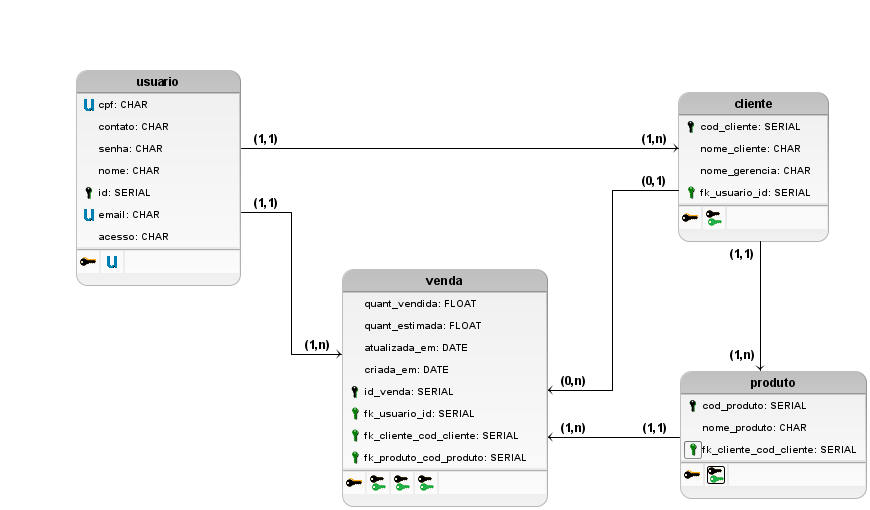 usuario
cpf: CHAR
contato: CHAR
senha: CHAR
nome: CHAR
id: SERIAL
email: CHAR
acesso: CHAR
(1,1)
(1,n)
(1,1)
(1,n)
cliente
cod_cliente: SERIAL
nome_cliente: CHAR
nome_gerencia: CHAR
fk_usuario_id: SERIAL
(0,1)
(0,n)
(1,1)
(1,n)
venda
quant_vendida: FLOAT
quant_estimada: FLOAT
atualizada_em: DATE
criada_em: DATE
id_venda: SERIAL
fk_usuario_id: SERIAL
fk_cliente_cod_cliente: SERIAL
fk_produto_cod_produto: SERIAL
(1,n)
(1,1)
produto
cod_produto: SERIAL
nome_produto: CHAR
fk_cliente_cod_cliente: SERIAL